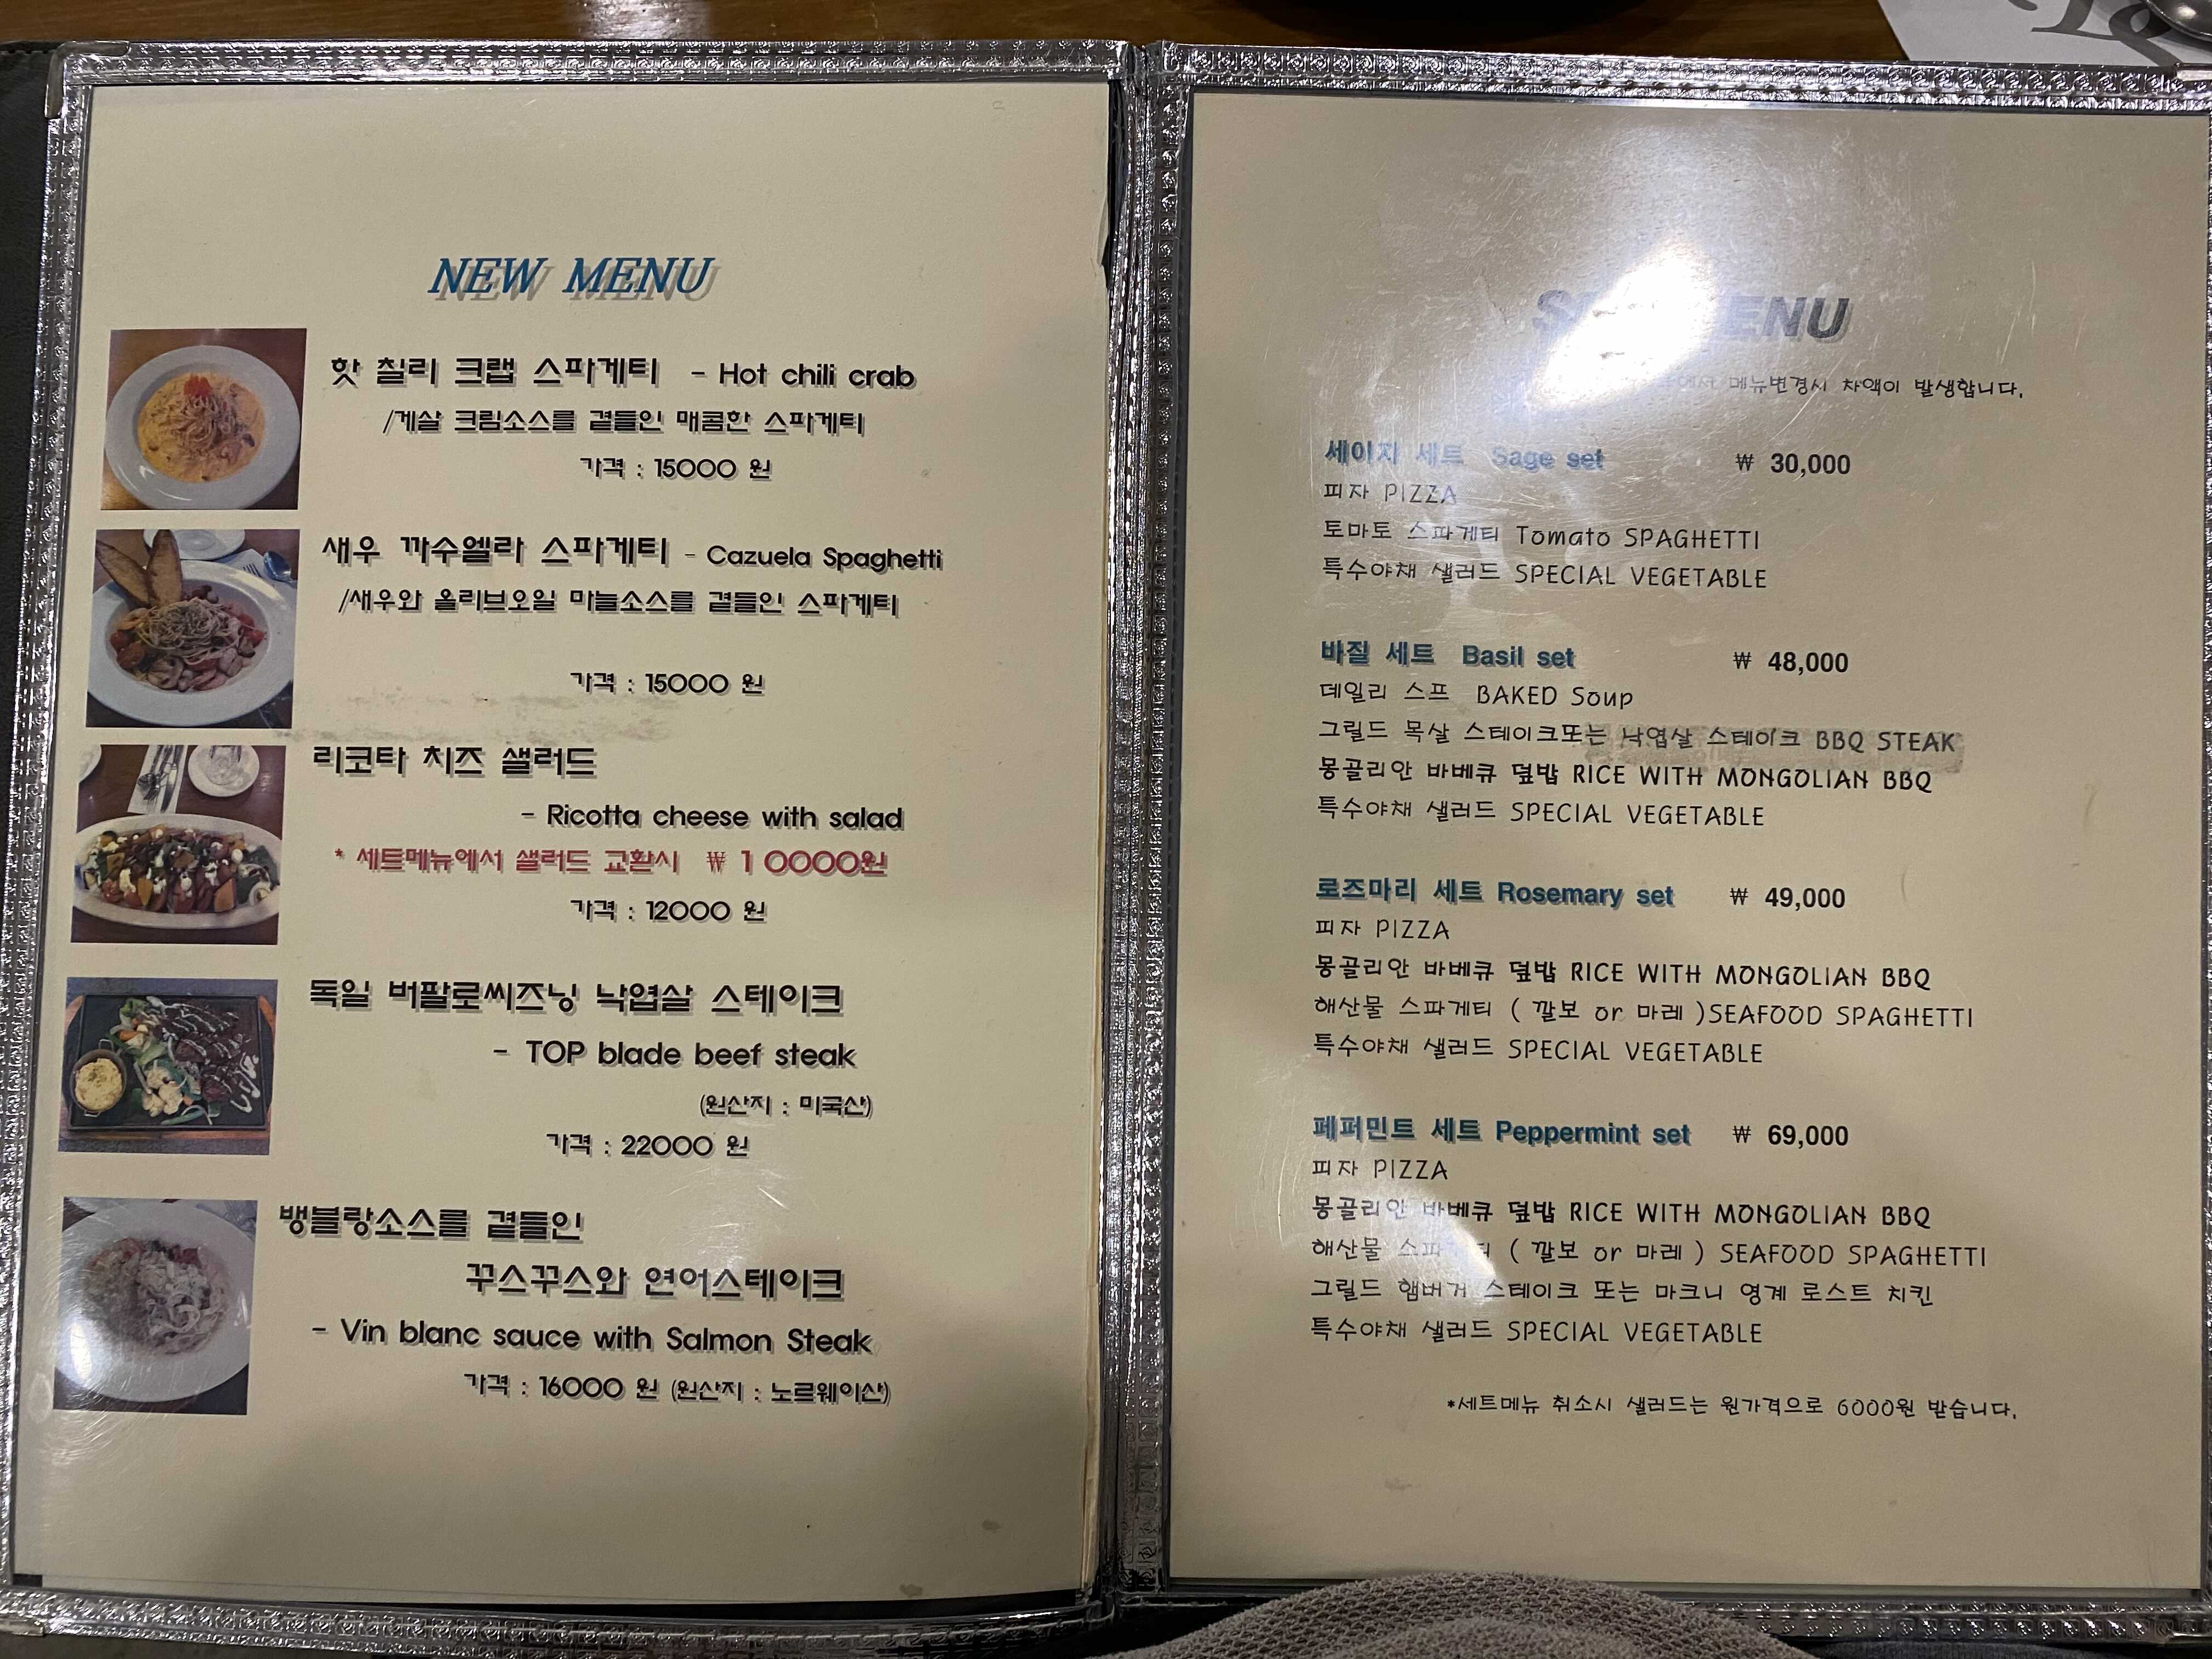 NEW MENU
핫 칠리 크랩 스파게티 - Hot chili crab
/게살 크림소스를 곁들인 매콤한 스파게티
가격 : 15000 원
새우 까수엘라 스파게티 - Cazuela Spaghetti
/새우와 올리브오일 마늘소스를 곁들인 스파게티
가격 : 15000 원
리코타 치즈 샐러드
- Ricotta cheese with salad
* 세트메뉴에서 샐러드 교환시 ₩ 1 0000원
가격 : 12000 원
독일 버팔로씨즈닝 낙엽살 스테이크
- TOP blade beef steak
(원산지 : 미국산)
가격 : 22000 원
뱅블랑소스를 곁들인
꾸스꾸스와 연어스테이크
- Vin blanc sauce with Salmon Steak
가격 : 16000 원 (원산지 : 노르웨이산)
메뉴변경시 차액이 발생합니다.
세이지 세트 Sage set ₩ 30,000
피자 PIZZA
토마토 스파게티 Tomato SPAGHETTI
특수야채 샐러드 SPECIAL VEGETABLE
바질 세트 Basil set ₩ 48,000
데일리 스프 BAKED Soup
그릴드 목살 스테이크또는 낙엽살 스테이크 BBQ STEAK
몽골리안 바베큐 덮밥 RICE WITH MONGOLIAN BBQ
특수야채 샐러드 SPECIAL VEGETABLE
로즈마리 세트 Rosemary set ₩ 49,000
피자 PIZZA
몽골리안 바베큐 덮밥 RICE WITH MONGOLIAN BBQ
해산물 스파게티 ( 깔보 or 마레 )SEAFOOD SPAGHETTI
특수야채 샐러드 SPECIAL VEGETABLE
페퍼민트 세트 Peppermint set ₩ 69,000
피자 PIZZA
몽골리안 바베큐 덮밥 RICE WITH MONGOLIAN BBQ
해산물 스파게티 ( 깔보 or 마레 ) SEAFOOD SPAGHETTI
그릴드 햄버거 스테이크 또는 마크니 영계 로스트 치킨
특수야채 샐러드 SPECIAL VEGETABLE
*세트메뉴 취소시 샐러드는 원가격으로 6000원 받습니다.